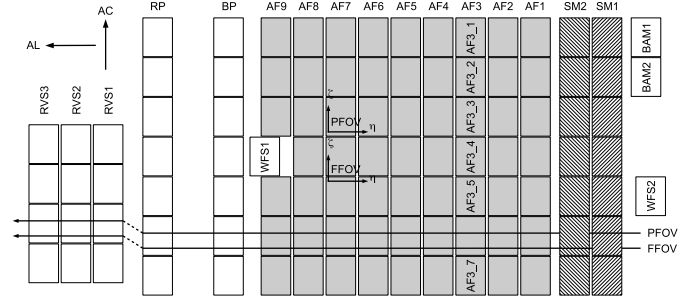 RP BP AF9 AF8 AF7 AF6 AF5 AF4 AF3 AF2 AF1 SM2 SM1
AC
AL
RVS3 RVS2 RVS1
AF3_1
AF3_2
AF3_3
AF3_4
AF3_5
AF3_7
BAM1
BAM2
ζ
PFOV η
ζ
FFOV η
WFS1
WFS2
PFOV
FFOV